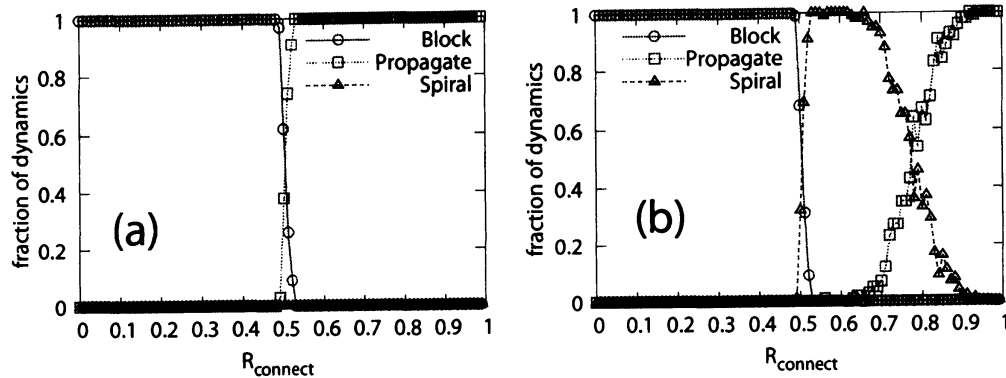 1
0.8
0.6
0.4
0.2
0
fraction of dynamics
Block
Propagate
Spiral
(a)
0 0.1 0.2 0.3 0.4 0.5 0.6 0.7 0.8 0.9 1
Rconnect
1
0.8
0.6
0.4
0.2
0
fraction of dynamics
Block
Propagate
Spiral
(b)
0 0.1 0.2 0.3 0.4 0.5 0.6 0.7 0.8 0.9 1
Rconnect